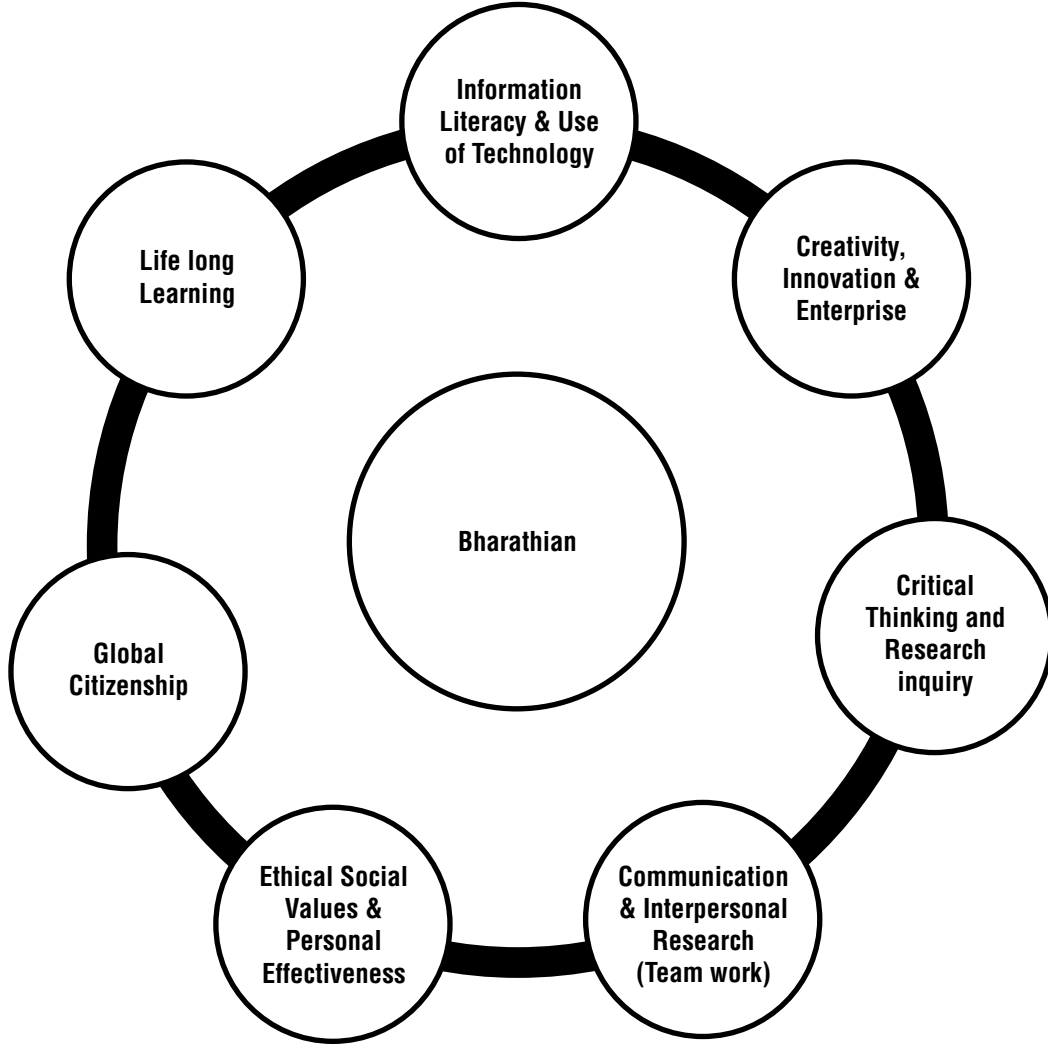 Information
Literacy & Use
of Technology
Creativity,
Innovation &
Enterprise
Life long
Learning
Bharathian
Critical
Thinking and
Research
inquiry
Global
Citizenship
Communication
& Interpersonal
Research
(Team work)
Ethical Social
Values &
Personal
Effectiveness